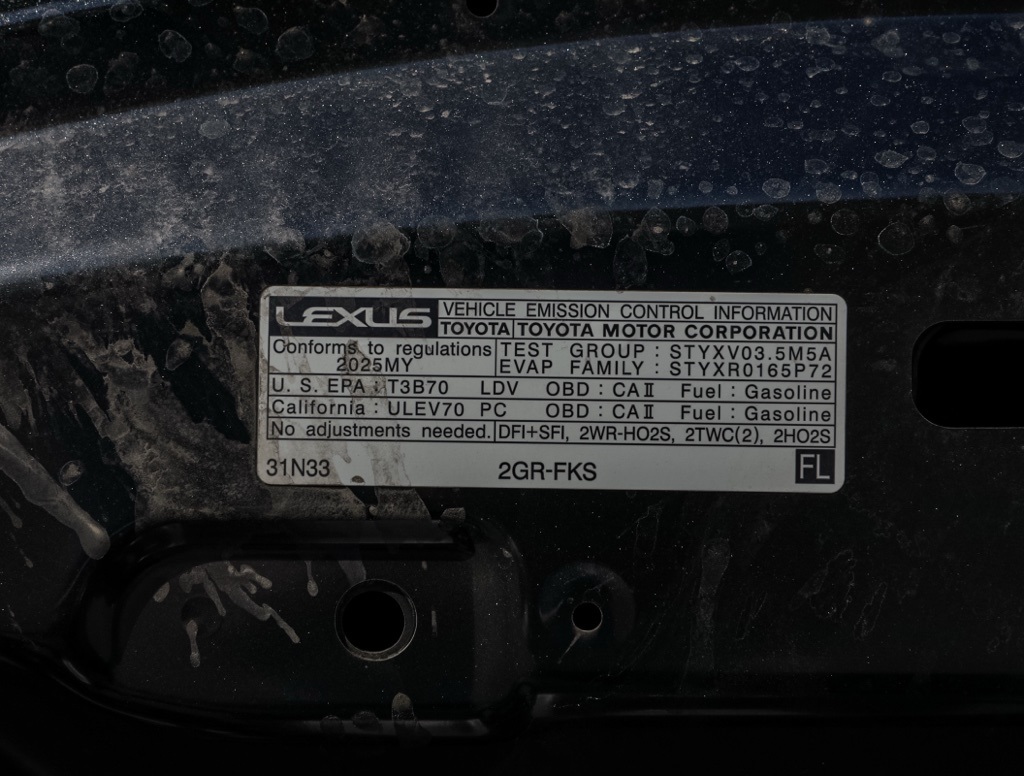 LEXUS VEHICLE EMISSION CONTROL INFORMATION
TOYOTA TOYOTA MOTOR CORPORATION
Conforms to regulations
2025MY
TEST GROUP : STYXV03.5M5A
EVAP FAMILY : STYXR0165P72
U. S. EPA : T3B70 LDV OBD : CAⅡ Fuel : Gasoline
California : ULEV70 PC OBD : CAⅡ Fuel : Gasoline
No adjustments needed. DFI+SFI, 2WR-HO2S, 2TWC(2), 2HO2S
31N33 2GR-FKS FL